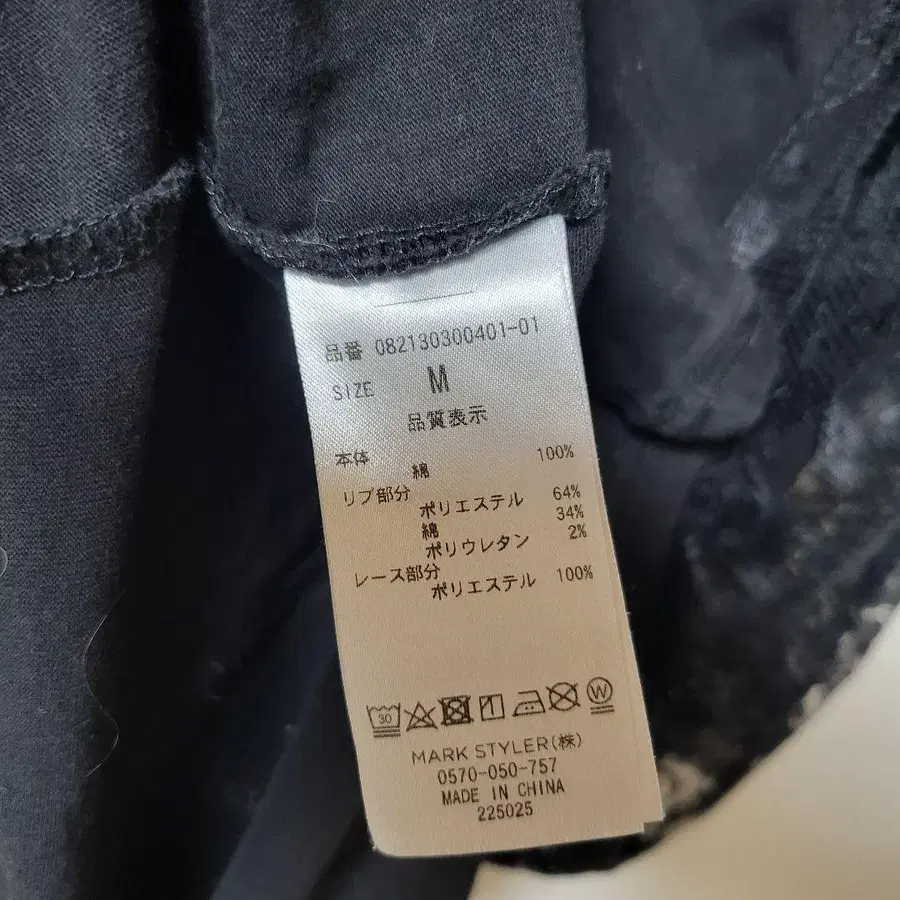 品番 082130300401-01
SIZE M
品質表示
本体
綿 100%
リブ部分
ポリエステル 64%
綿 34%
ポリウレタン 2%
レース部分
ポリエステル 100%
30 W
MARK STYLER(株)
0570-050-757
MADE IN CHINA
225025